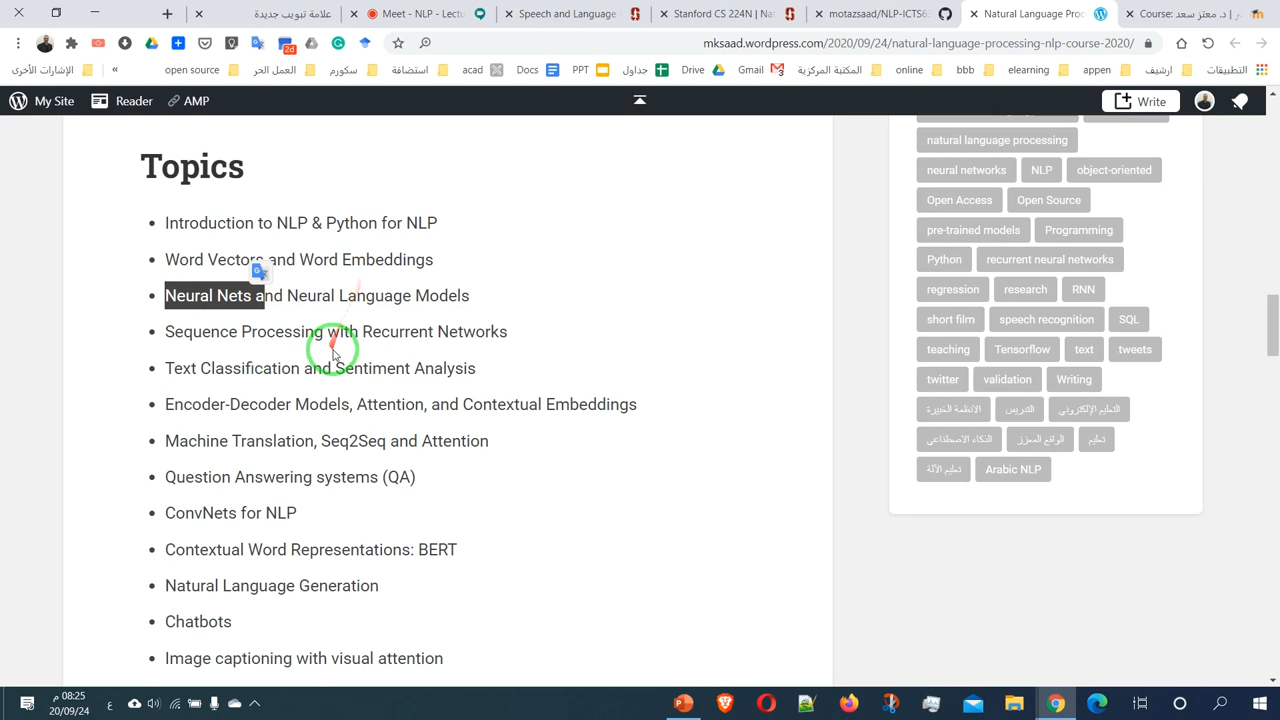 علامة تبويب جديدة
Meet - NLP - Lectu
Speech and Language
Stanford CS 224N | Na
motazsaad/NLP-ICTS63
Natural Language Proc
Course: د. معتز سعد | ير
2d
mksaad.wordpress.com/2020/09/24/natural-language-processing-nlp-course-2020/
الإشارات الأخرى
«
open source
العمل الحر
سكورم
استضافة
acad
Docs
PPT
جداول
Drive
Gmail
المكتبة المركزية
online
bbb
elearning
appen
ارشيف
التطبيقات
My Site
Reader
AMP
Write
Topics
• Introduction to NLP & Python for NLP
• Word Vectors and Word Embeddings
• Neural Nets and Neural Language Models
• Sequence Processing with Recurrent Networks
• Text Classification and Sentiment Analysis
• Encoder-Decoder Models, Attention, and Contextual Embeddings
• Machine Translation, Seq2Seq and Attention
• Question Answering systems (QA)
• ConvNets for NLP
• Contextual Word Representations: BERT
• Natural Language Generation
• Chatbots
• Image captioning with visual attention
natural language processing
neural networks NLP object-oriented
Open Access Open Source
pre-trained models Programming
Python recurrent neural networks
regression research RNN
short film speech recognition SQL
teaching Tensorflow text tweets
twitter validation Writing
الانظمة الخبيرة التدريس التعليم الإلكتروني
الذكاء الاصطناعي الواقع المعزز تعليم
تعليم الآلة Arabic NLP
08:25 م
20/09/24
ع